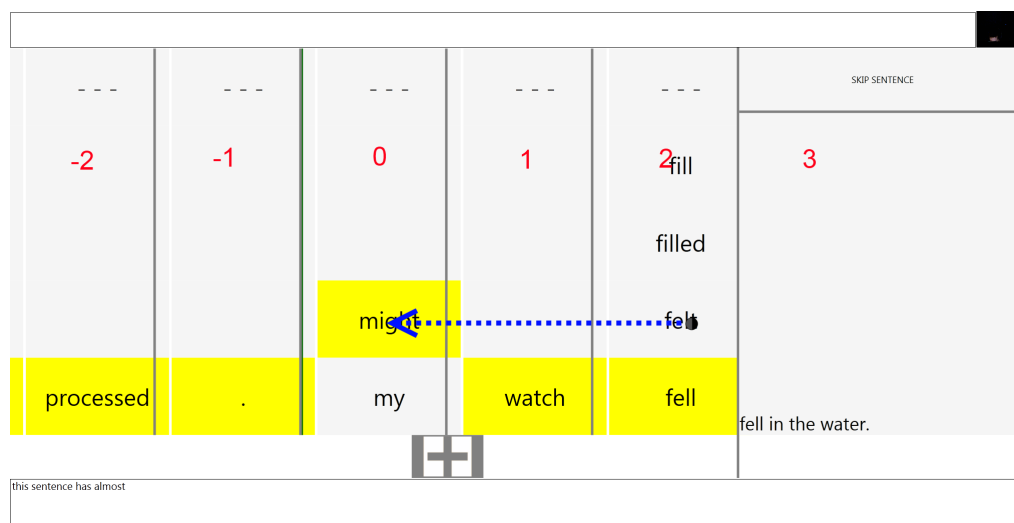 - - - - - - - - - - - - - - -
SKIP SENTENCE
-2 -1 0 1 2 3
fill
filled
might felt
processed . my watch fell
fell in the water.
this sentence has almost